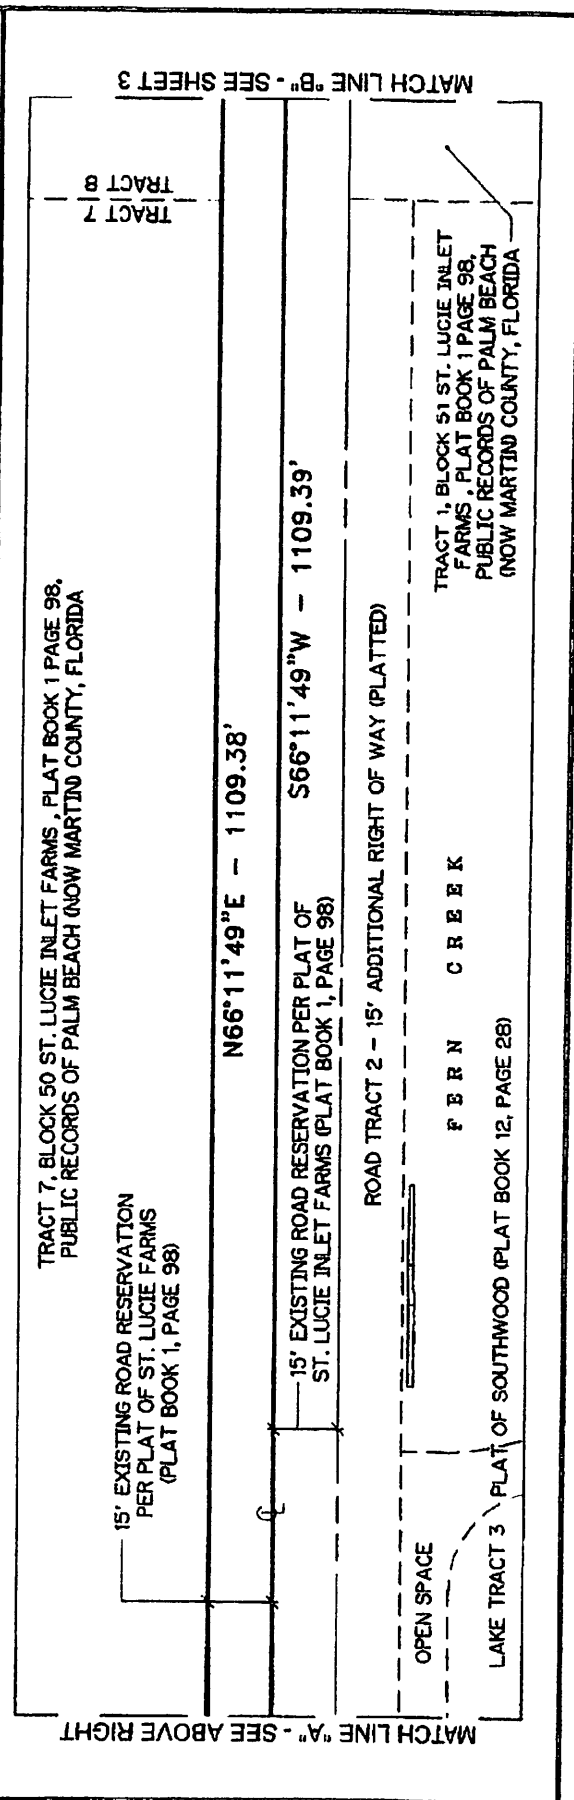 MATCH LINE "B" - SEE SHEET 3
TRACT 8
TRACT 7
TRACT 7, BLOCK 50 ST. LUCIE INLET FARMS, PLAT BOOK 1 PAGE 98,
PUBLIC RECORDS OF PALM BEACH (NOW MARTIN) COUNTY, FLORIDA
15' EXISTING ROAD RESERVATION
PER PLAT OF ST. LUCIE FARMS
(PLAT BOOK 1, PAGE 98)
N66°11'49"E - 1109.38'
S66°11'49"W - 1109.39'
15' EXISTING ROAD RESERVATION PER PLAT OF
ST. LUCIE INLET FARMS (PLAT BOOK 1, PAGE 98)
ROAD TRACT 2 - 15' ADDITIONAL RIGHT OF WAY (PLATTED)
TRACT 1, BLOCK 51 ST. LUCIE INLET
FARMS, PLAT BOOK 1 PAGE 98,
PUBLIC RECORDS OF PALM BEACH
(NOW MARTIN) COUNTY, FLORIDA
FERN CREEK
OPEN SPACE
LAKE TRACT 3 PLAT OF SOUTHWOOD (PLAT BOOK 12, PAGE 28)
MATCH LINE "A" - SEE ABOVE RIGHT